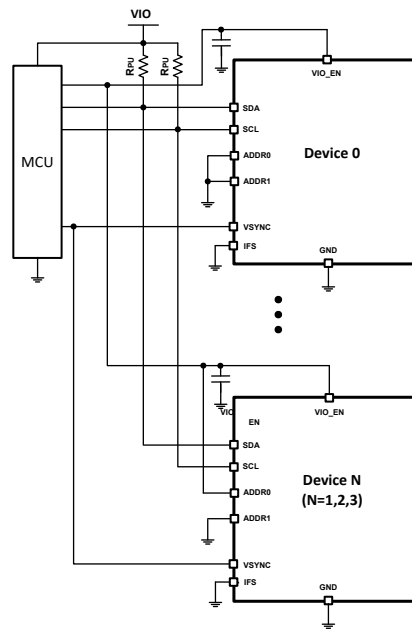 VIO
RPU
RPU
VIO_EN
MCU
SDA
SCL
Device 0
ADDR0
ADDR1
VSYNC
IFS
GND
VIO
EN
VIO_EN
SDA
SCL
Device N
(N=1,2,3)
ADDR0
ADDR1
VSYNC
IFS
GND